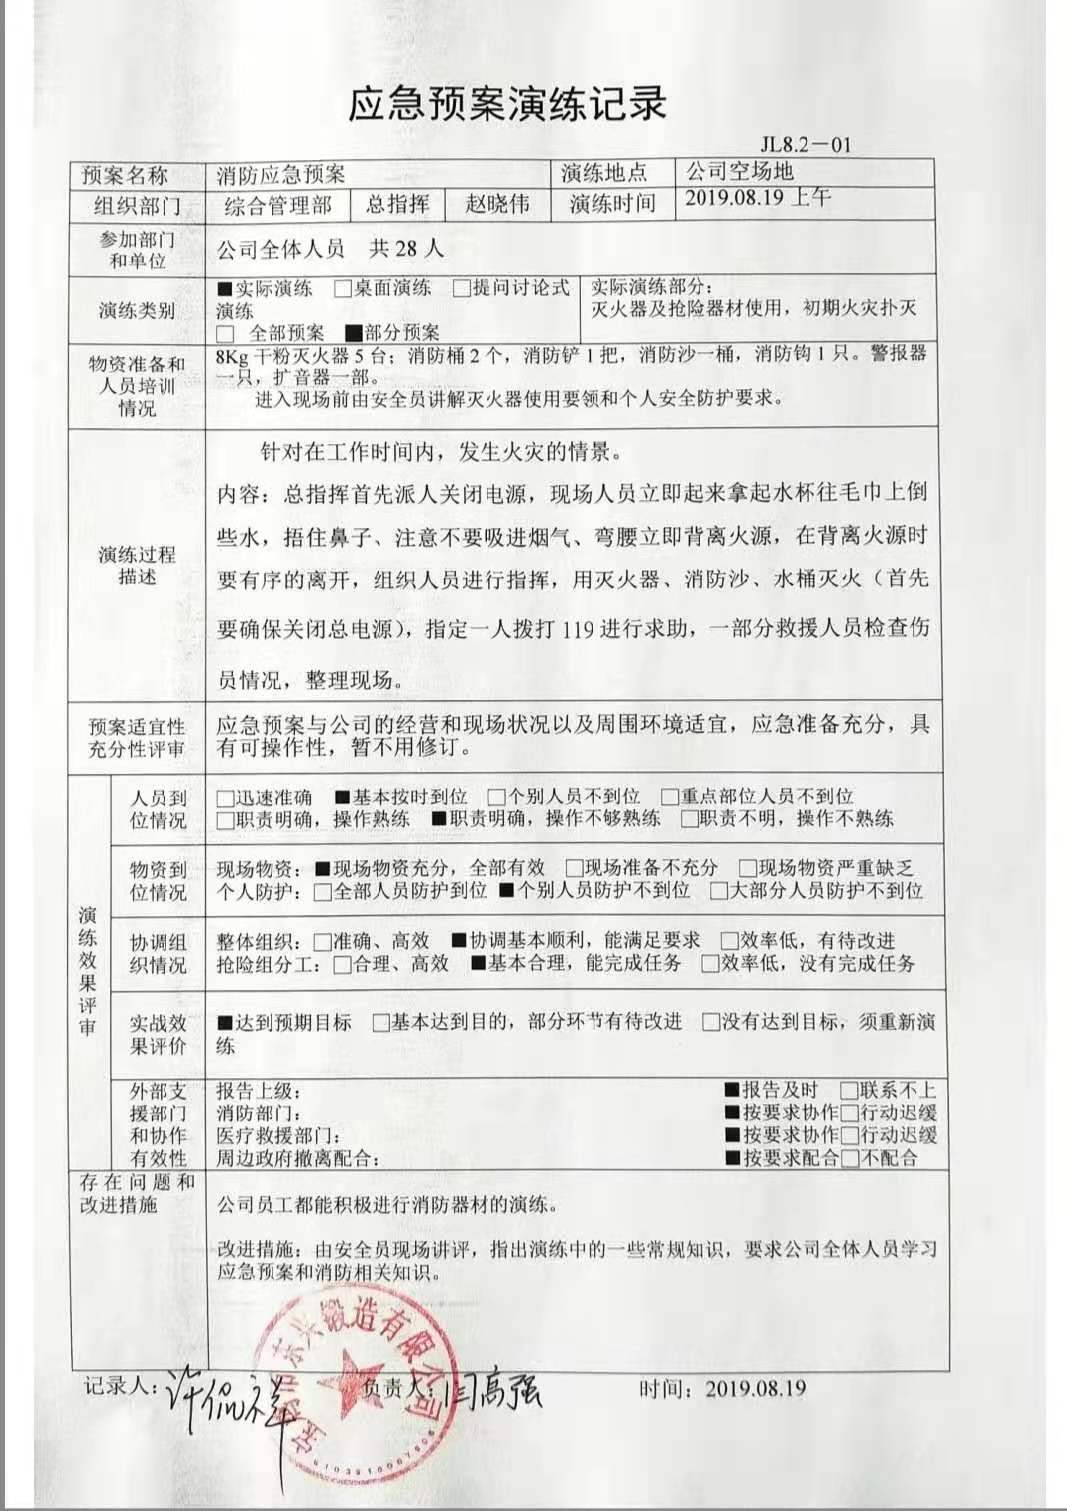 应急预案演练记录
JL8.2－01
预案名称 消防应急预案 演练地点 公司空场地
组织部门 综合管理部 总指挥 赵晓伟 演练时间 2019.08.19 上午
参加部门
和单位
公司全体人员 共 28 人
演练类别
■实际演练 □桌面演练 □提问讨论式
演练
□ 全部预案 ■部分预案
实际演练部分：
灭火器及抢险器材使用，初期火灾扑灭
物资准备和
人员培训
情况
8Kg 干粉灭火器 5 台；消防桶 2 个，消防铲 1 把，消防沙一桶，消防钩 1 只。警报器
一只，扩音器一部。
进入现场前由安全员讲解灭火器使用要领和个人安全防护要求。
演练过程
描述
针对在工作时间内，发生火灾的情景。
内容：总指挥首先派人关闭电源，现场人员立即起来拿起水杯往毛巾上倒
些水，捂住鼻子、注意不要吸进烟气、弯腰立即背离火源，在背离火源时
要有序的离开，组织人员进行指挥，用灭火器、消防沙、水桶灭火（首先
要确保关闭总电源），指定一人拨打 119 进行求助，一部分救援人员检查伤
员情况，整理现场。
预案适宜性
充分性评审
应急预案与公司的经营和现场状况以及周围环境适宜，应急准备充分，具
有可操作性，暂不用修订。
演练效果评审
人员到
位情况
□迅速准确 ■基本按时到位 □个别人员不到位 □重点部位人员不到位
□职责明确，操作熟练 ■职责明确，操作不够熟练 □职责不明，操作不熟练
物资到
位情况
现场物资：■现场物资充分，全部有效 □现场准备不充分 □现场物资严重缺乏
个人防护：□全部人员防护到位 ■个别人员防护不到位 □大部分人员防护不到位
协调组
织情况
整体组织：□准确、高效 ■协调基本顺利，能满足要求 □效率低，有待改进
抢险组分工：□合理、高效 ■基本合理，能完成任务 □效率低，没有完成任务
实战效
果评价
■达到预期目标 □基本达到目的，部分环节有待改进 □没有达到目标，须重新演
练
外部支
援部门
和协作
有效性
报告上级： ■报告及时 □联系不上
消防部门： ■按要求协作□行动迟缓
医疗救援部门： ■按要求协作□行动迟缓
周边政府撤离配合： ■按要求配合□不配合
存在问题和
改进措施
公司员工都能积极进行消防器材的演练。
改进措施：由安全员现场讲评，指出演练中的一些常规知识，要求公司全体人员学习
应急预案和消防相关知识。
记录人：许侃祥 负责人：闫高强 时间：2019.08.19
东兴锻造有限公司